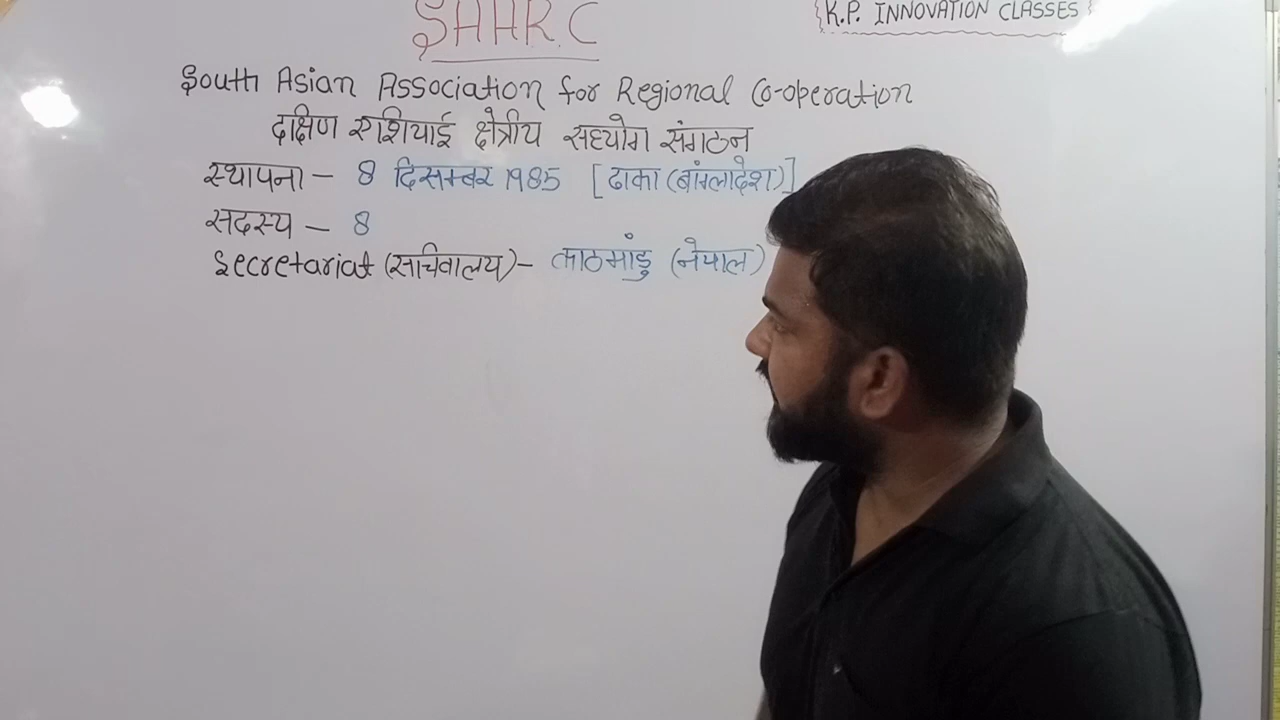 SAARC
K.P. INNOVATION CLASSES
South Asian Association for Regional Co-operation
दक्षिण एशियाई क्षेत्रीय सहयोग संगठन
स्थापना - 8 दिसम्बर 1985 [ढाका (बांग्लादेश)]
सदस्य - 8
Secretariat (सचिवालय) - काठमांडु (नेपाल)